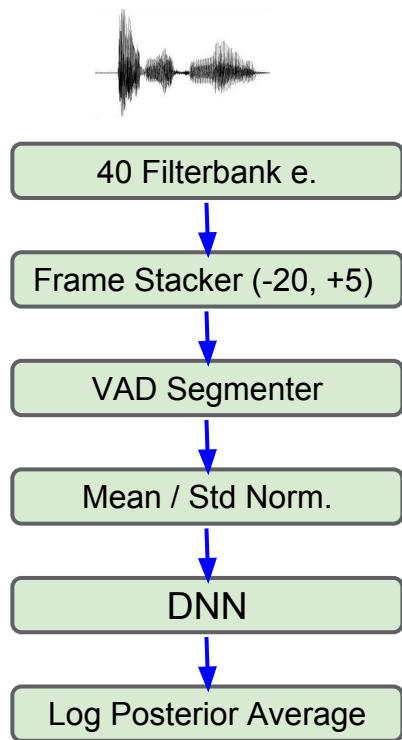 40 Filterbank e.
Frame Stacker (-20, +5)
VAD Segmenter
Mean / Std Norm.
DNN
Log Posterior Average